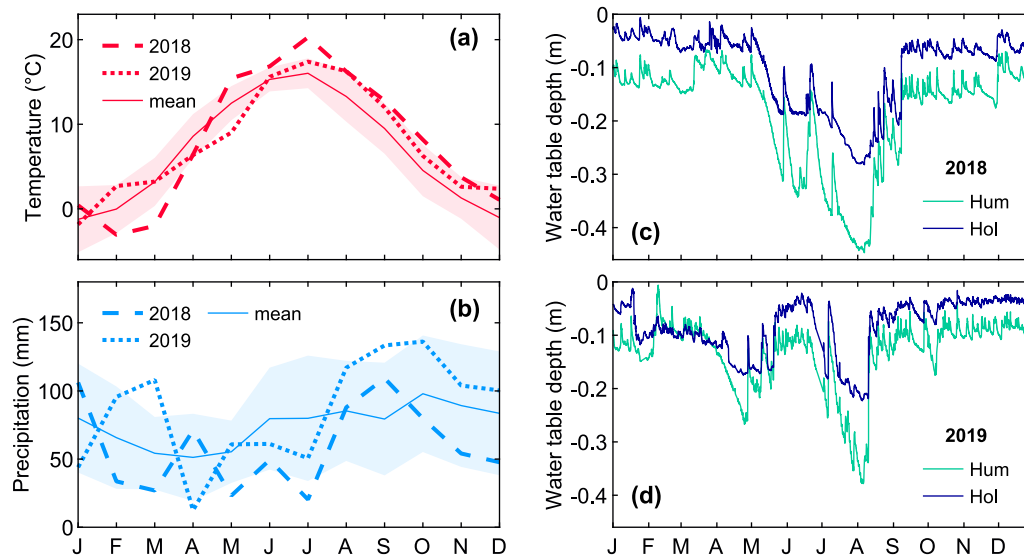 (a)
2018
2019
mean
Temperature (°C)
20
10
0
J F M A M J J A S O N D
(b)
2018 mean
2019
Precipitation (mm)
150
100
50
0
J F M A M J J A S O N D
0
-0.1
-0.2
-0.3
-0.4
Water table depth (m)
2018
Hum
Hol
(c)
J F M A M J J A S O N D
0
-0.1
-0.2
-0.3
-0.4
Water table depth (m)
2019
Hum
Hol
(d)
J F M A M J J A S O N D